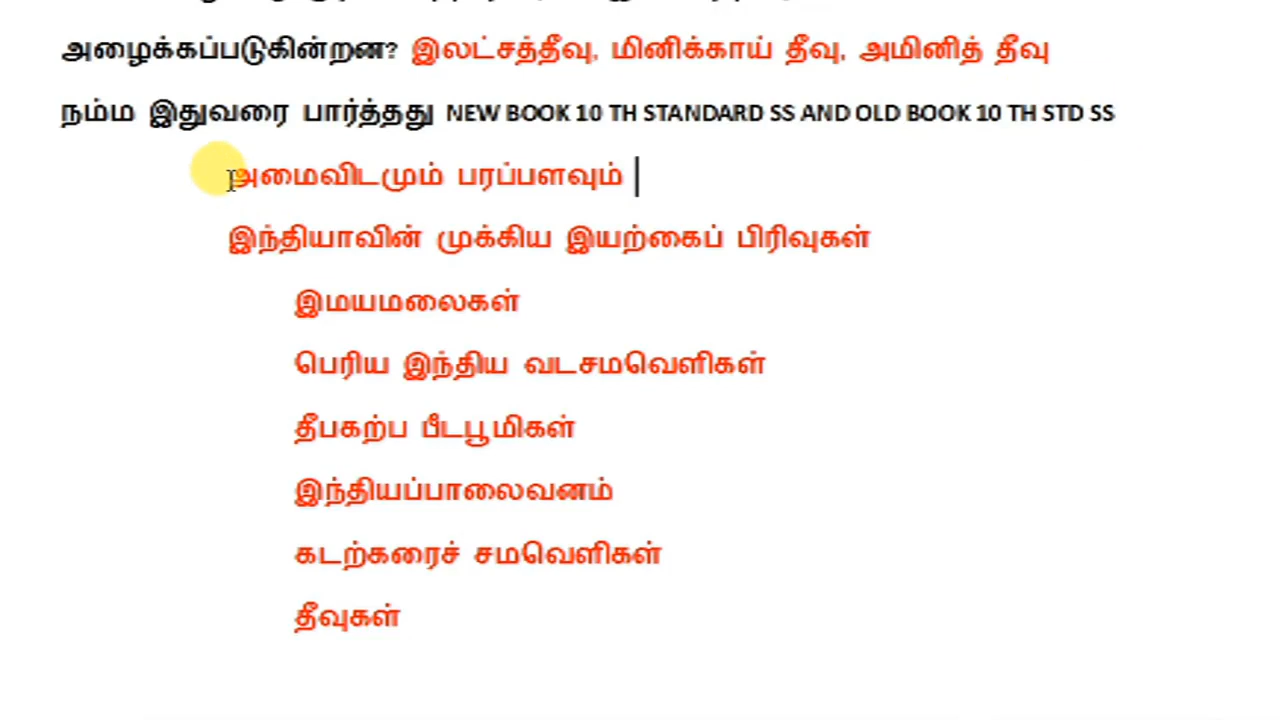 அழைக்கப்படுகின்றன? இலட்சத்தீவு, மினிக்காய் தீவு, அமினித் தீவு
நம்ம இதுவரை பார்த்தது NEW BOOK 10 TH STANDARD SS AND OLD BOOK 10 TH STD SS
அமைவிடமும் பரப்பளவும்
இந்தியாவின் முக்கிய இயற்கைப் பிரிவுகள்
இமயமலைகள்
பெரிய இந்திய வடசமவெளிகள்
தீபகற்ப பீடபூமிகள்
இந்தியப்பாலைவனம்
கடற்கரைச் சமவெளிகள்
தீவுகள்